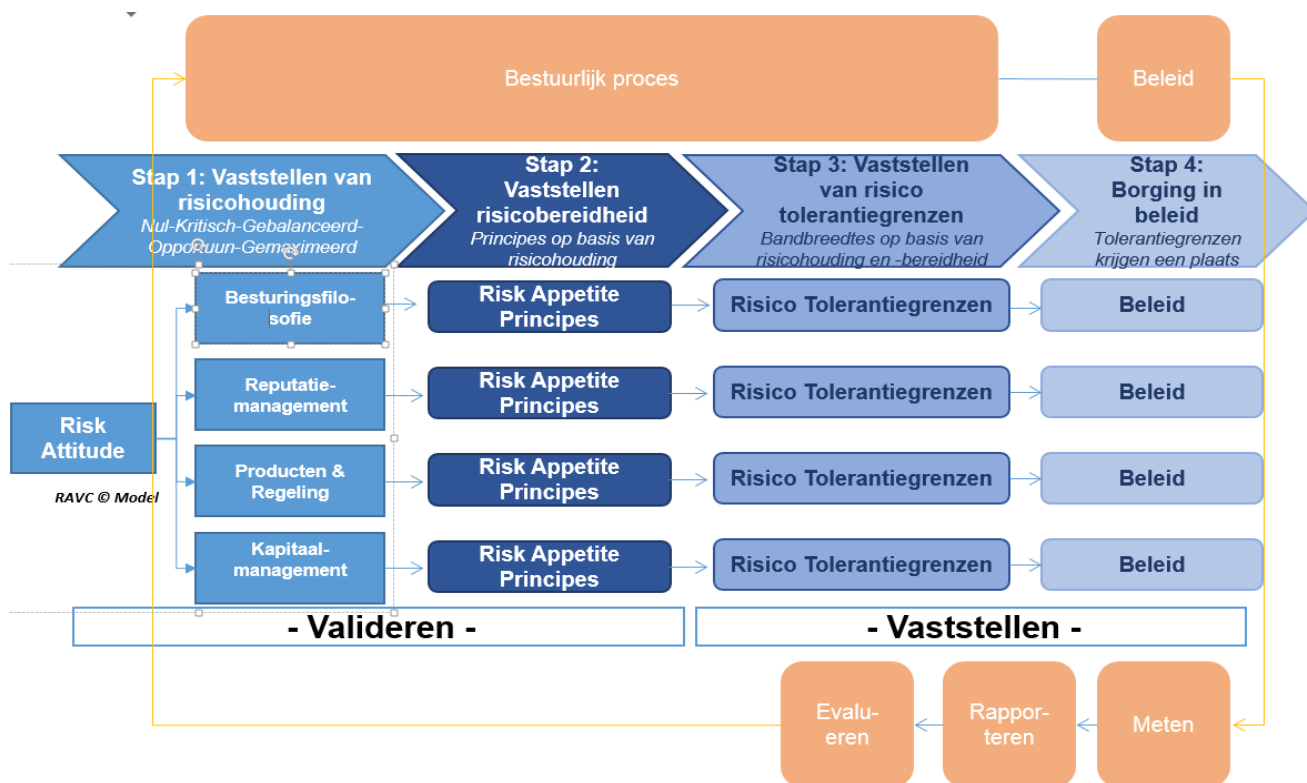 Bestuurlijk proces
Beleid
Stap 1: Vaststellen van
risicohouding
Nul-Kritisch-Gebalanceerd-
Opportuun-Gemaximeerd
Stap 2:
Vaststellen
risicobereidheid
Principes op basis van
risicohouding
Stap 3: Vaststellen
van risico
tolerantiegrenzen
Bandbreedtes op basis van
risicohouding en -bereidheid
Stap 4:
Borging in
beleid
Tolerantiegrenzen
krijgen een plaats
Risk
Attitude
RAVC © Model
Besturingsfilo-
sofie
Risk Appetite
Principes
Risico Tolerantiegrenzen
Beleid
Reputatie-
management
Risk Appetite
Principes
Risico Tolerantiegrenzen
Beleid
Producten &
Regeling
Risk Appetite
Principes
Risico Tolerantiegrenzen
Beleid
Kapitaal-
management
Risk Appetite
Principes
Risico Tolerantiegrenzen
Beleid
- Valideren -
- Vaststellen -
Evalu-
eren
Rappor-
teren
Meten